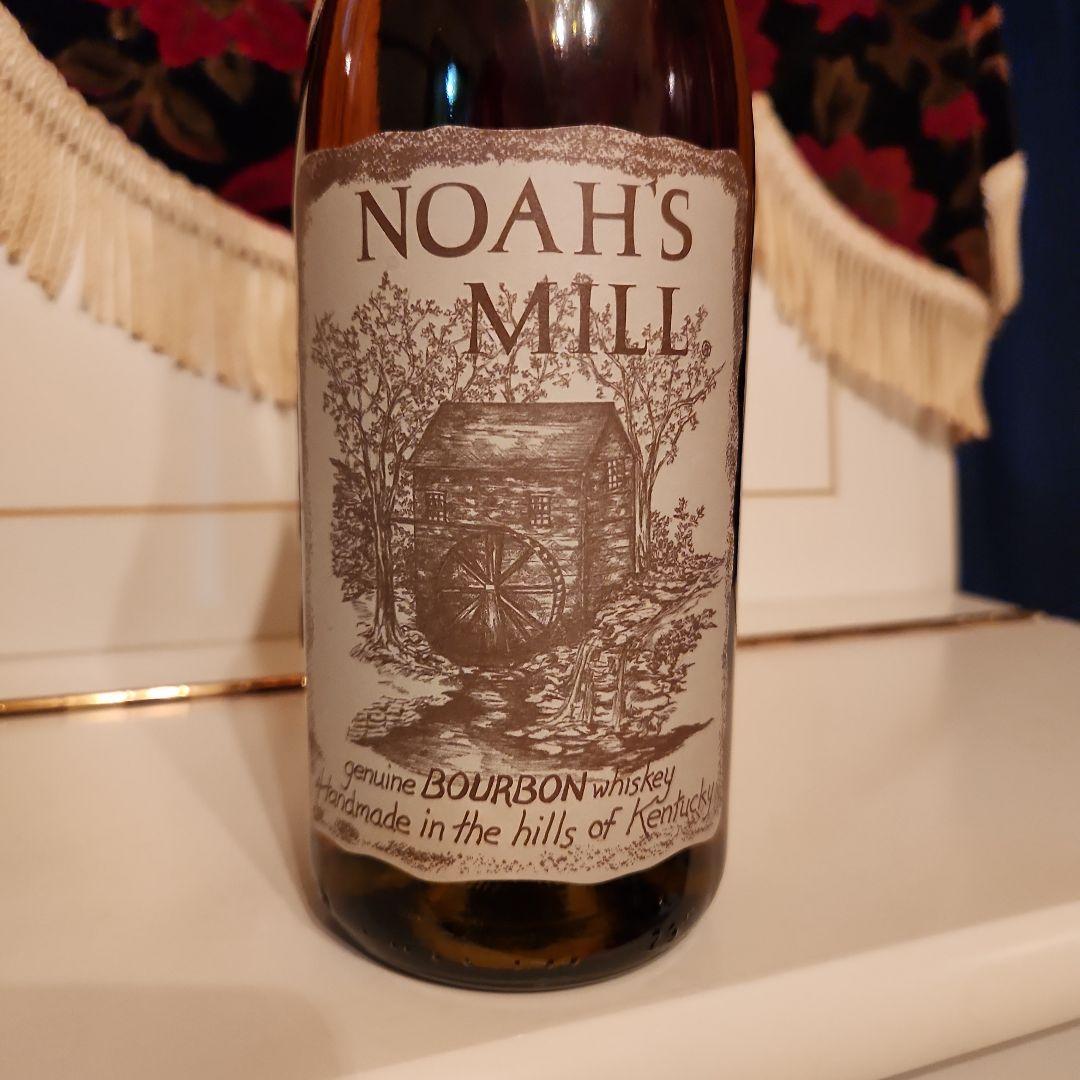 NOAH'S
MILL®
genuine BOURBON whiskey
Handmade in the hills of Kentucky